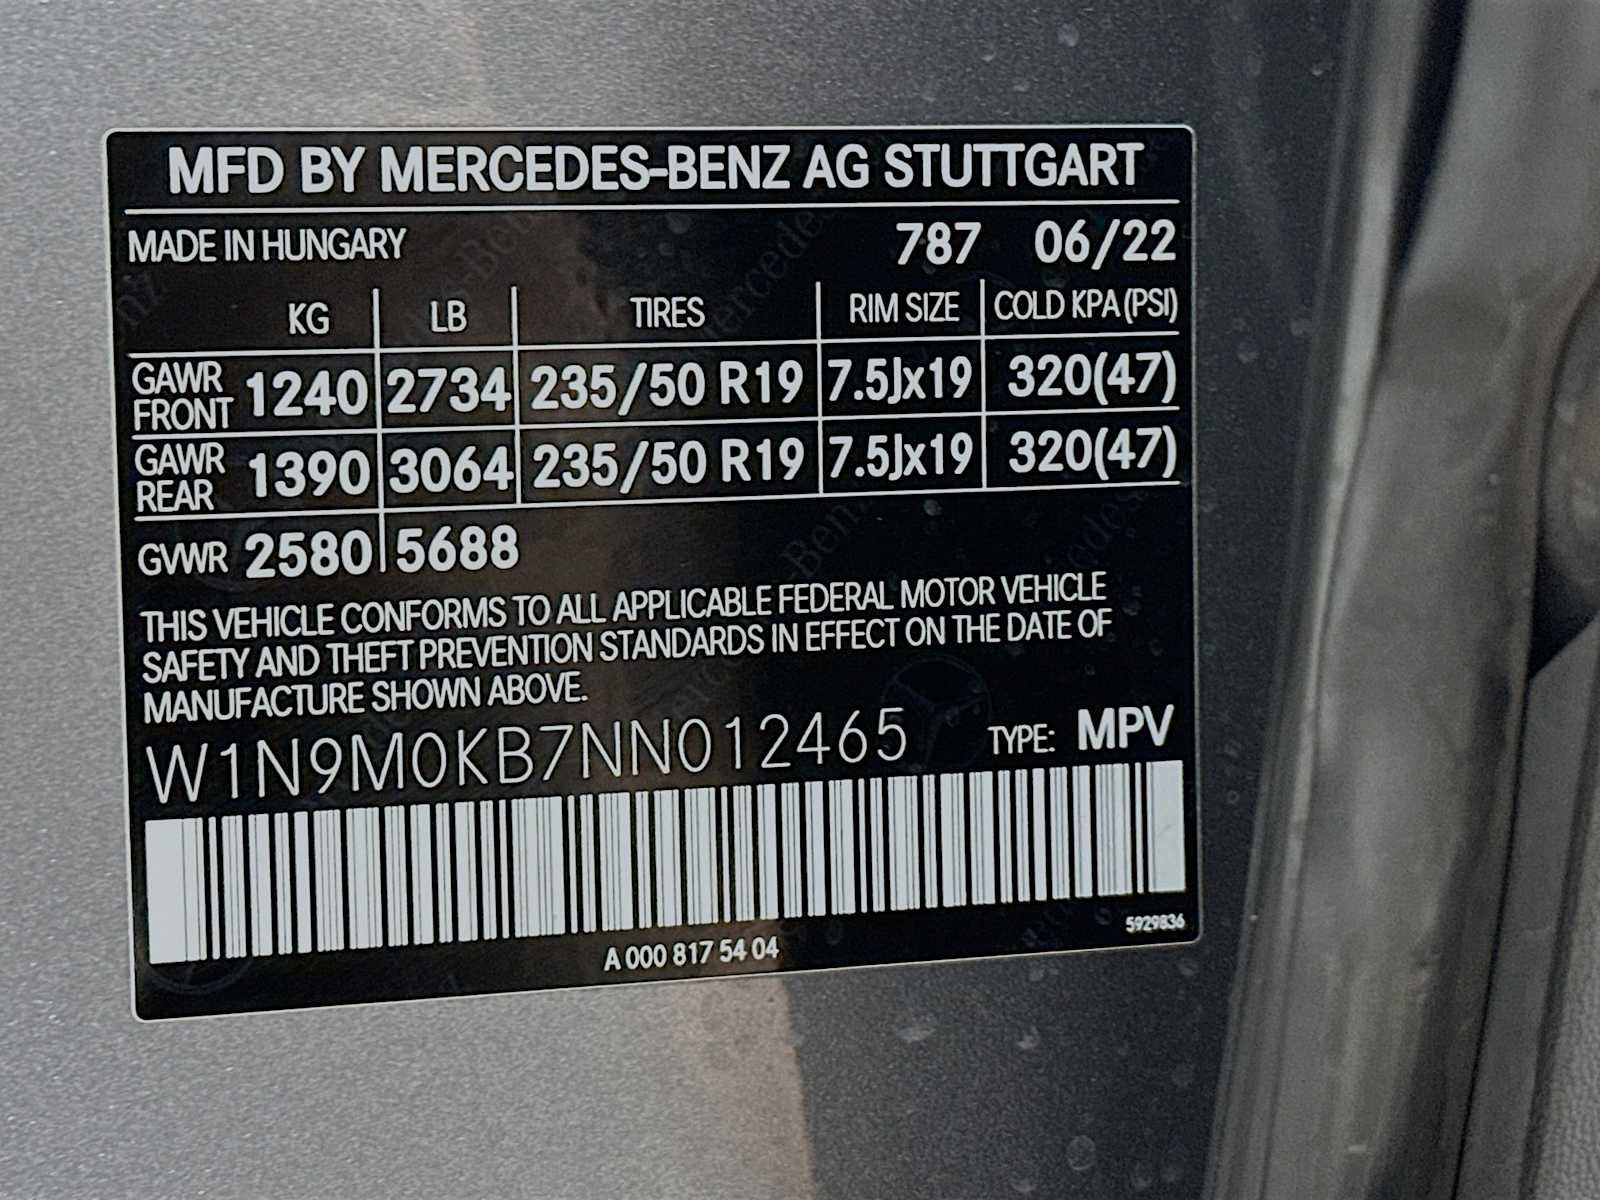 MFD BY MERCEDES-BENZ AG STUTTGART
MADE IN HUNGARY 787 06/22
KG LB TIRES RIM SIZE COLD KPA (PSI)
GAWR FRONT 1240 2734 235/50 R19 7.5Jx19 320(47)
GAWR REAR 1390 3064 235/50 R19 7.5Jx19 320(47)
GVWR 2580 5688
THIS VEHICLE CONFORMS TO ALL APPLICABLE FEDERAL MOTOR VEHICLE
SAFETY AND THEFT PREVENTION STANDARDS IN EFFECT ON THE DATE OF
MANUFACTURE SHOWN ABOVE.
W1N9M0KB7NN012465 TYPE: MPV
5929836
A 000 817 54 04